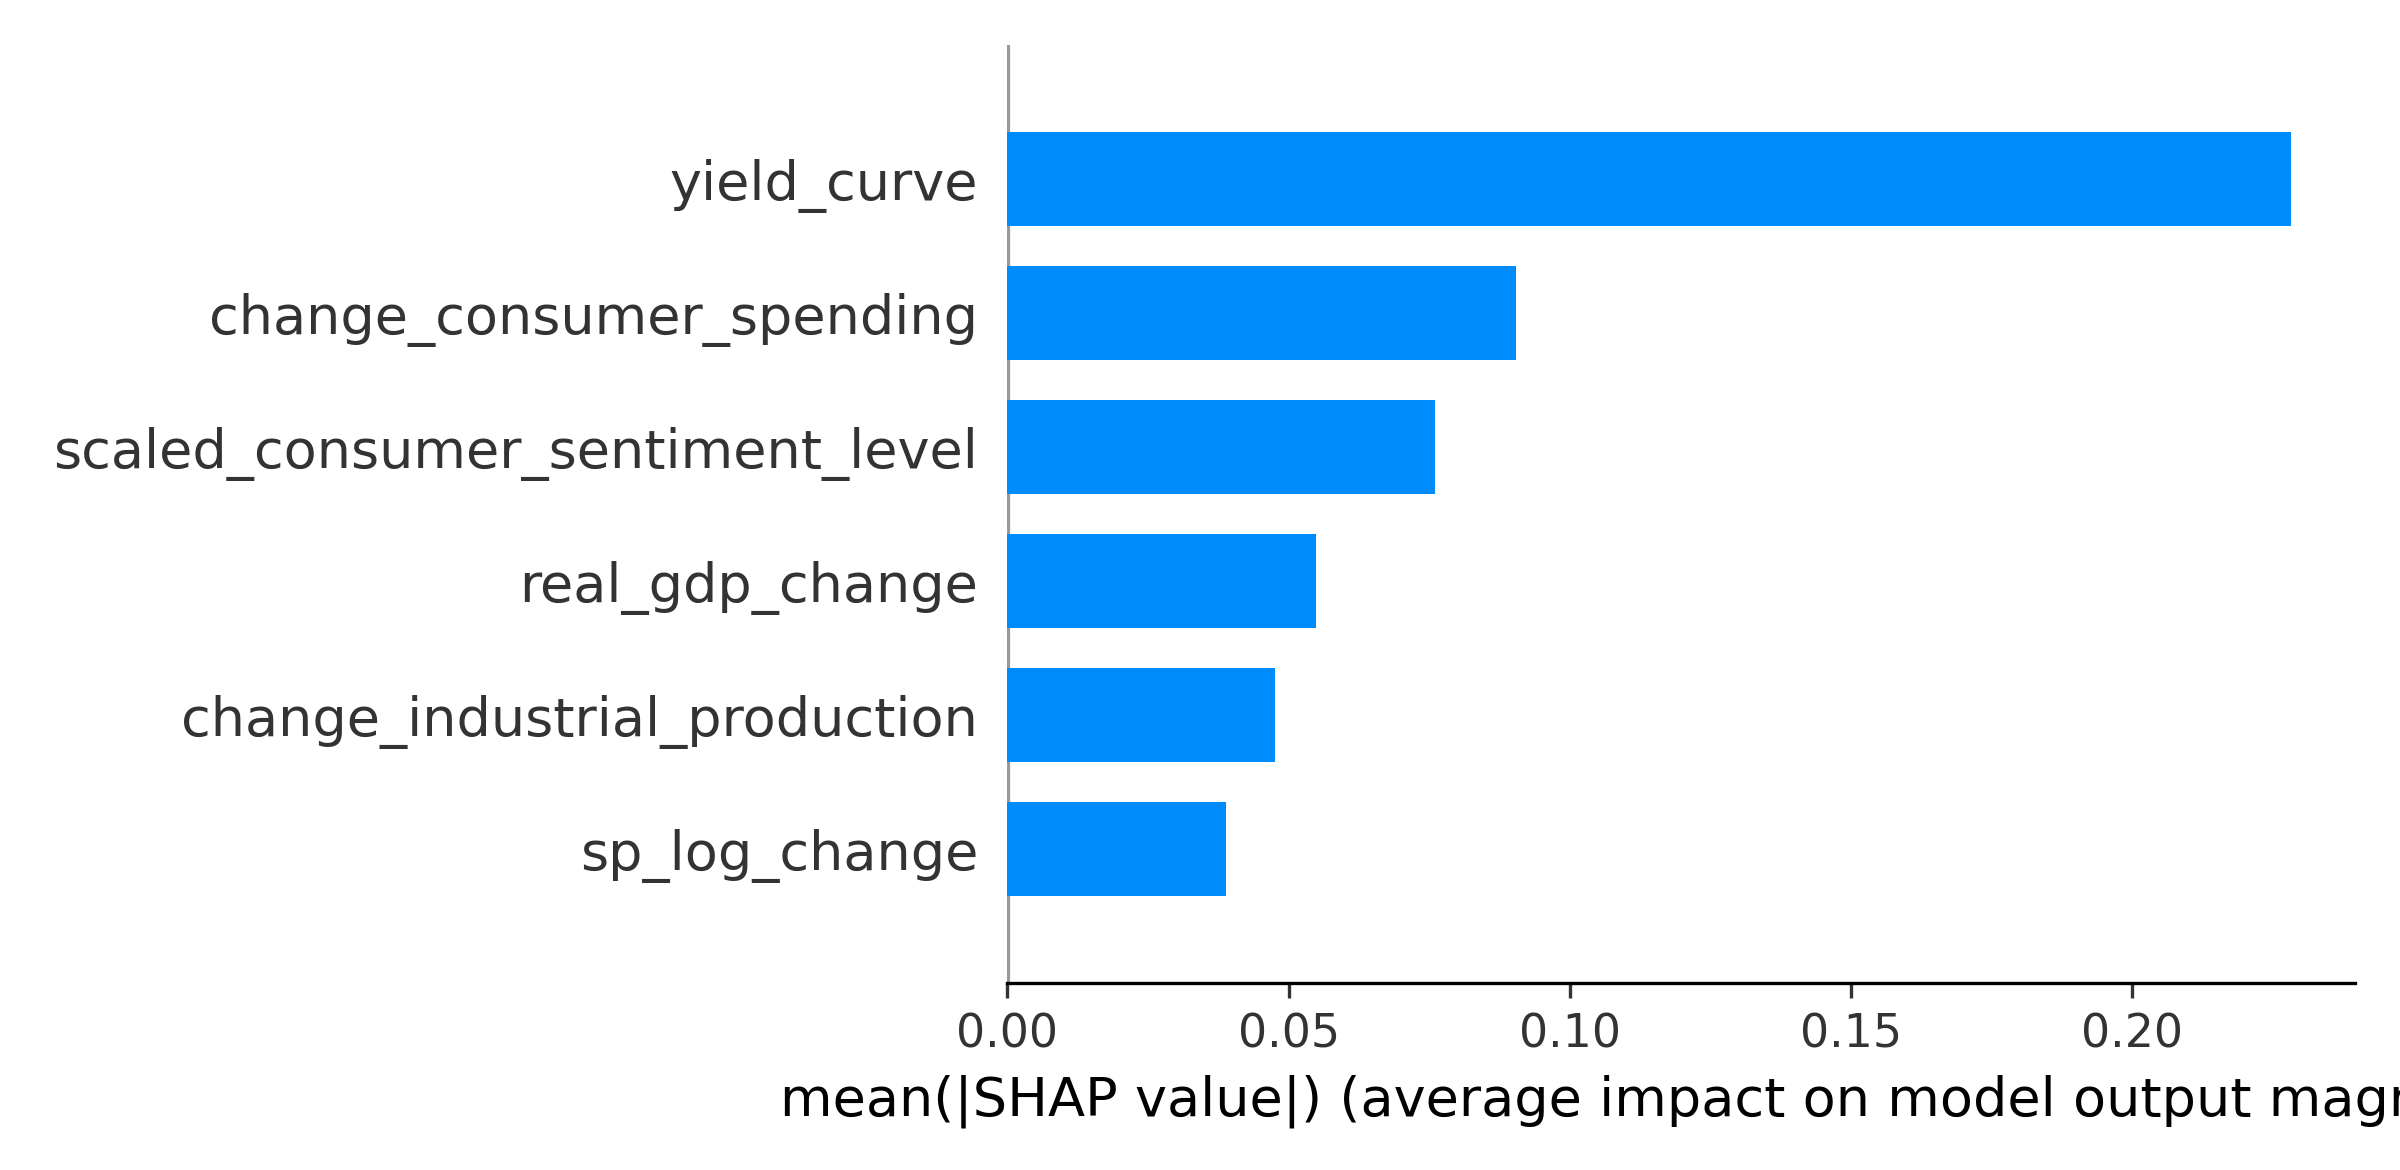 yield_curve
change_consumer_spending
scaled_consumer_sentiment_level
real_gdp_change
change_industrial_production
sp_log_change
0.00 0.05 0.10 0.15 0.20
mean(|SHAP value|) (average impact on model output